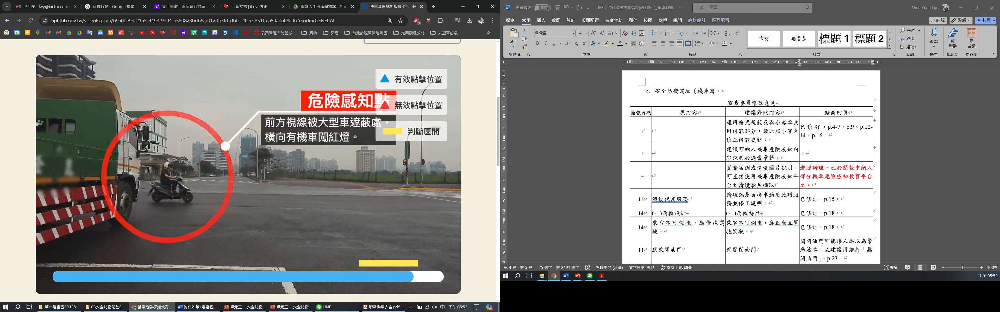 收件匣 - lwy@iactor.com.
併排行駛 - Google 搜尋
直行車道「兩個直行箭頭」
下載文檔 | iLovePDF
駕駛人手冊編輯檔案 - Goo
機車危險感知教育平台
hpt.thb.gov.tw/videoExplain/b9a00e99-21a5-4498-9394-a580823bdb6c/012db3fd-dbfb-40ee-851f-ca59a0608c96?mode=GENERAL
公路客運即時動態...
購物
交通
台北計程車營運調查
定期訓練教材
大型車訪談
有效點擊位置
危險感知點
無效點擊位置
前方視線被大型車遮蔽處，
橫向有機車闖紅燈。
判斷區間
第一場審查(CH2&...
03安全防衛駕駛(...
機車危險感知教育...
附件2-第1場審查...
單元三 ：安全防衛...
單元三 ：安全防衛...
LINE
騎乘機車安全.pdf ...
中
下午 05:53
自動儲存
關閉
附件2-第1場審查意見表(函1附件)_新增廠商...
搜尋
Wen Yuan Luo
檔案
常用
插入
繪圖
設計
版面配置
參考資料
郵件
校閱
檢視
說明
表格設計
版面配置
註解
編輯
共用
貼上
標楷體
14
内文
無間距
標題 1
標題 2
尋找
取代
選取
聽寫
編
輯器
增
益集
剪貼簿
字型
段落
樣式
編輯
語音
編輯器
增益集
2. 安全防衛駕駛（機車篇）
審查委員修改意見
簡報頁碼 原內容 建議修改內容 廠商回覆
– 通用格式規範及與小客車共用內容部分，請比照小客車修正內容更新。 已修訂，p.4-7、p.9、p.12-14、p.16。
– 建議可納入機車危險感知內容說明於適當章節。 。
實際案例或情境圖片說明，可直接使用機車危險感知平台之情境影片擷取 遵照辦理，已於簡報中納入部分機車危險感知教育平台之。
11 酒後代駕服務 請確認是否機車適用此項服務並修正說明。 已修訂，p.15。
14 (一)兩輪設計 (一)兩輪特性 已修訂，p.18。
14 乘客不可側坐，應僅抱駕駛。 乘客不可側坐，應正坐且緊抱駕駛。 已修訂，p.18。
14 應放開油門 應關閉油門 關閉油門可能讓人誤以為緊急煞車，故建議用維持「鬆開油門」，p.23。
第 4 頁，共 5 頁
25 個字，共 2491 個字
繁體中文 (台灣)
文字預測: 開啟
協助工具: 調查
焦點
100%
下午 05:53